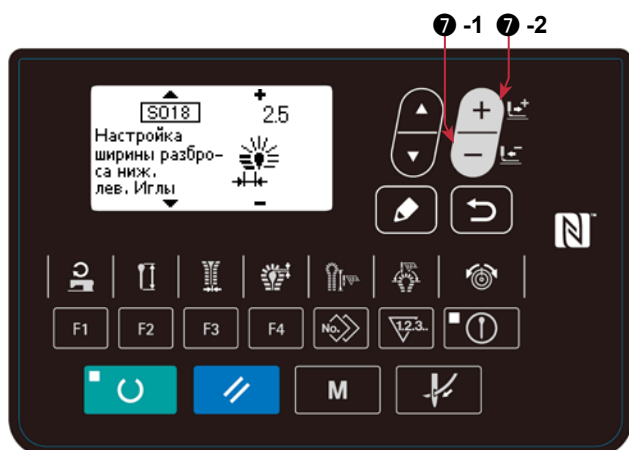 ❼ -1 ❼ -2
S018 2.5
Настройка
ширины разбро-
са ниж.
лев. Иглы
F1 F2 F3 F4 No. 1.2.3..
M
N™